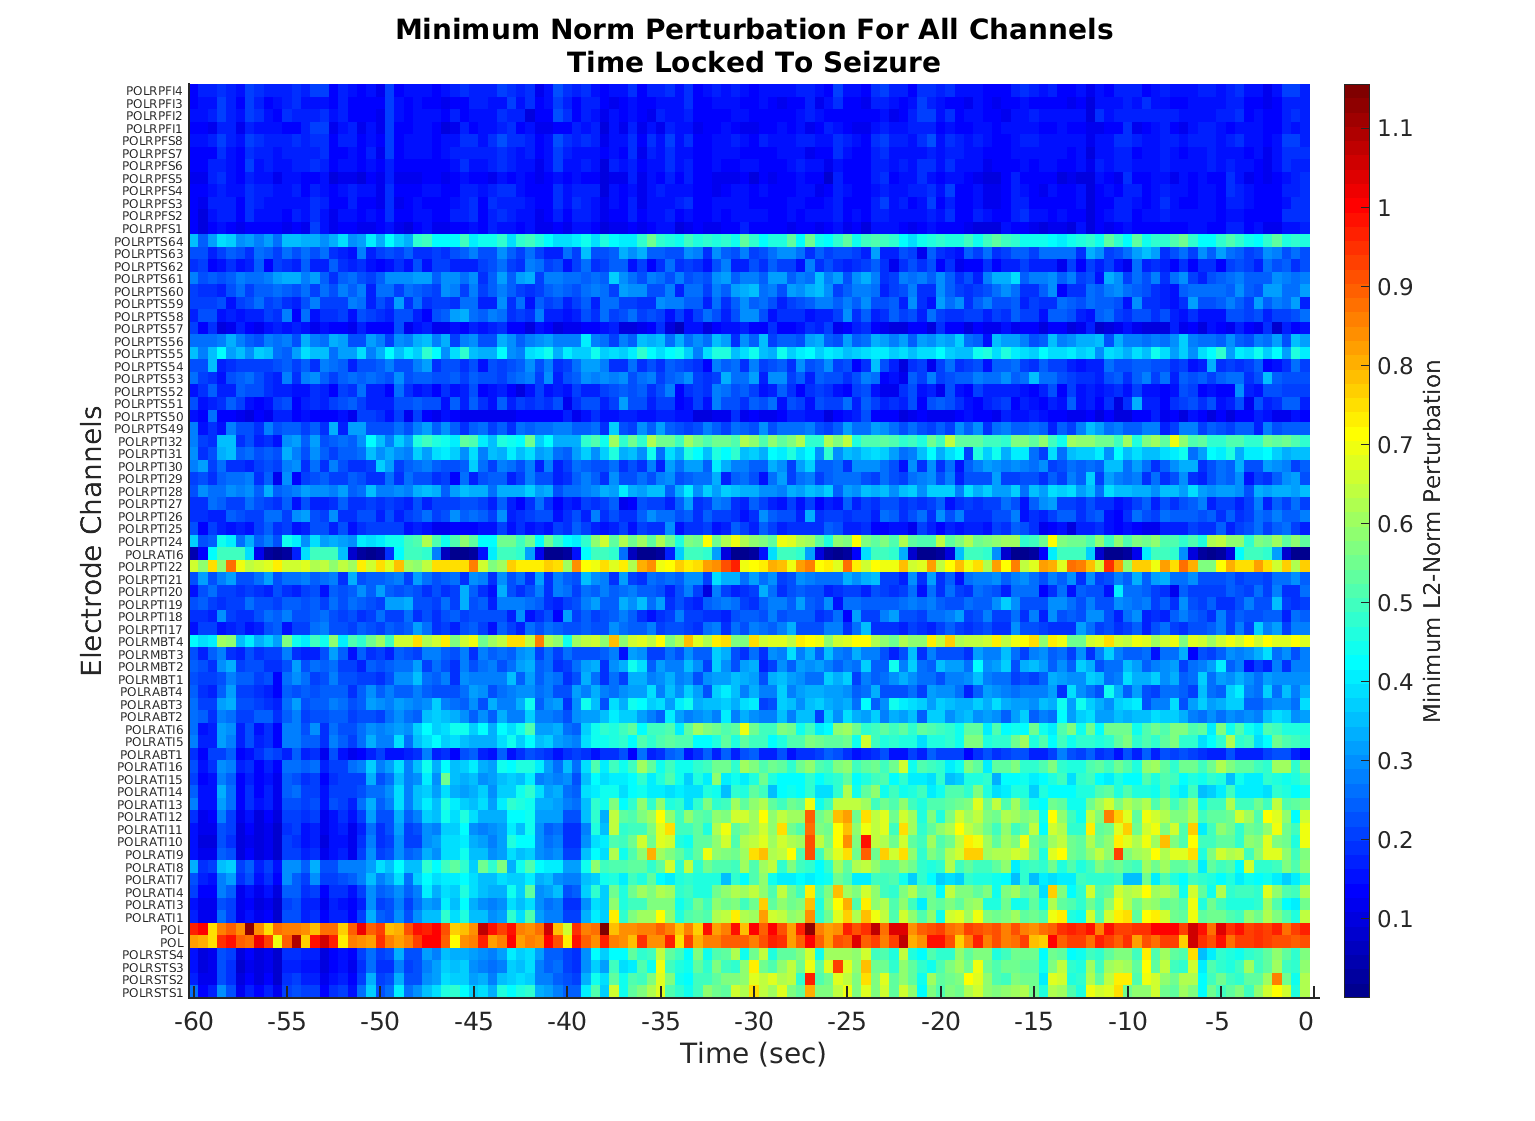 Minimum Norm Perturbation For All Channels
Time Locked To Seizure
POLRPFI4
POLRPFI3
POLRPFI2
POLRPFI1
POLRPFS8
POLRPFS7
POLRPFS6
POLRPFS5
POLRPFS4
POLRPFS3
POLRPFS2
POLRPFS1
POLRPTS64
POLRPTS63
POLRPTS62
POLRPTS61
POLRPTS60
POLRPTS59
POLRPTS58
POLRPTS57
POLRPTS56
POLRPTS55
POLRPTS54
POLRPTS53
POLRPTS52
POLRPTS51
POLRPTS50
POLRPTS49
POLRPTI32
POLRPTI31
POLRPTI30
POLRPTI29
POLRPTI28
POLRPTI27
POLRPTI26
POLRPTI25
POLRPTI24
POLRATI6
POLRPTI22
POLRPTI21
POLRPTI20
POLRPTI19
POLRPTI18
POLRPTI17
POLRMBT4
POLRMBT3
POLRMBT2
POLRMBT1
POLRABT4
POLRABT3
POLRABT2
POLRATI6
POLRATI5
POLRABT1
POLRATI16
POLRATI15
POLRATI14
POLRATI13
POLRATI12
POLRATI11
POLRATI10
POLRATI9
POLRATI8
POLRATI7
POLRATI4
POLRATI3
POLRATI1
POL
POL
POLRSTS4
POLRSTS3
POLRSTS2
POLRSTS1
Electrode Channels
-60 -55 -50 -45 -40 -35 -30 -25 -20 -15 -10 -5 0
Time (sec)
1.1
1
0.9
0.8
0.7
0.6
0.5
0.4
0.3
0.2
0.1
Minimum L2-Norm Perturbation